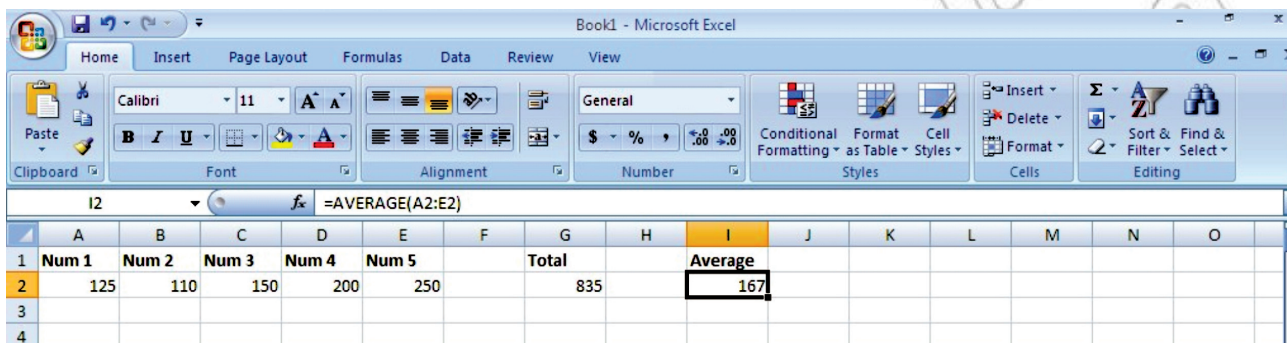 Book1 - Microsoft Excel
Home Insert Page Layout Formulas Data Review View
Calibri 11 A A General Insert Σ
Paste Delete
B I U A $ % , .00 .0 Conditional Format Cell Format Sort & Find &
Formatting as Table Styles Filter Select
Clipboard Font Alignment Number Styles Cells Editing
I2 fx =AVERAGE(A2:E2)
A B C D E F G H I J K L M N O
1 Num 1 Num 2 Num 3 Num 4 Num 5 Total Average
2 125 110 150 200 250 835 167
3
4